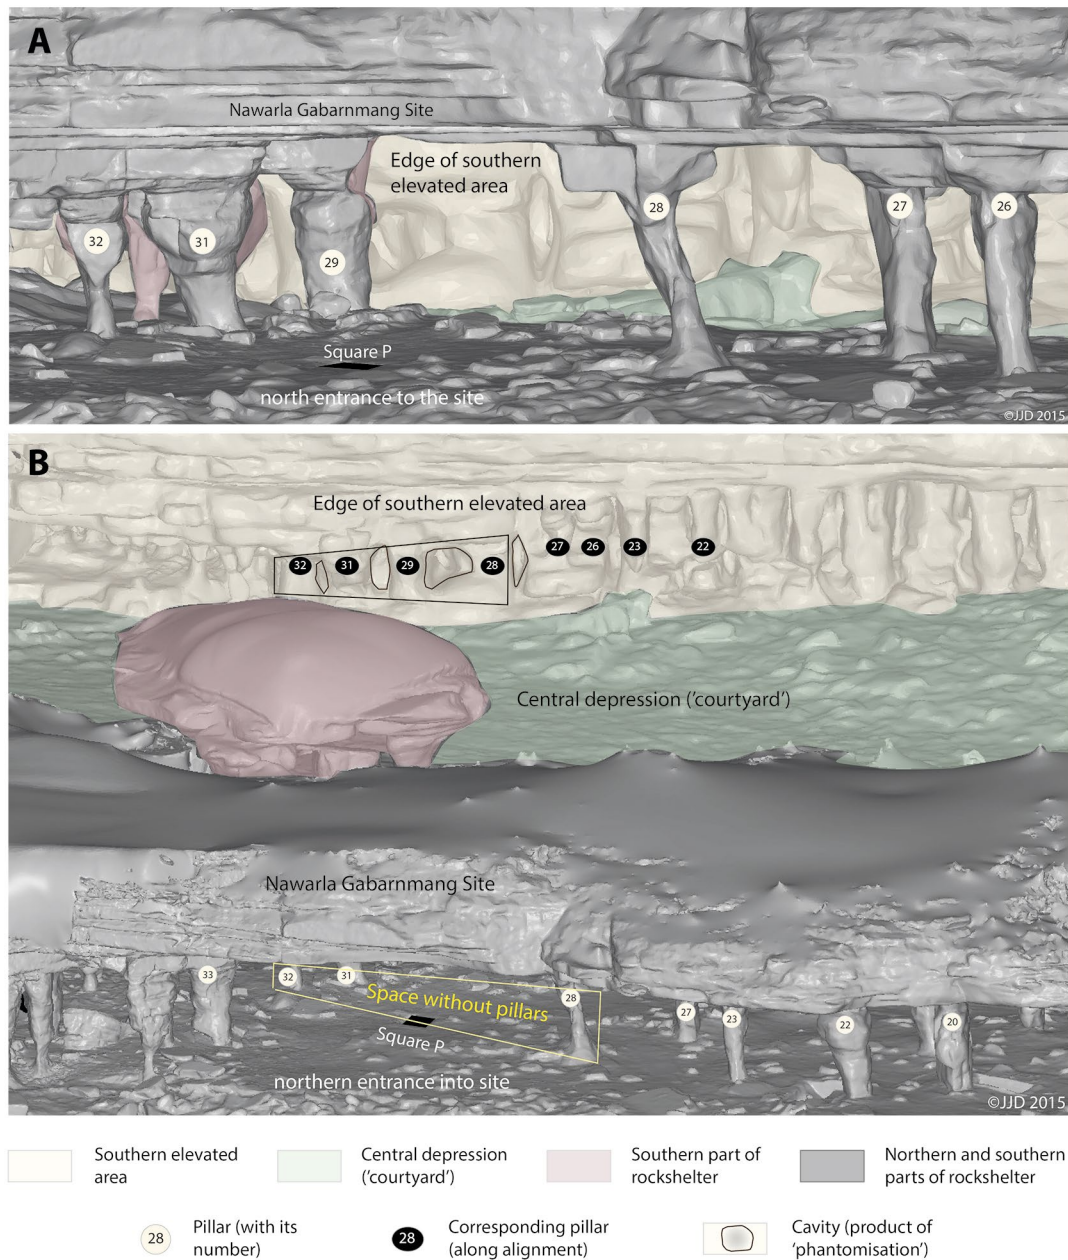 A
Nawarla Gabarnmang Site
Edge of southern
elevated area
28
27
26
32
31
29
Square P
north entrance to the site
©JJD 2015
B
Edge of southern elevated area
27
26
23
22
32
31
29
28
Central depression ('courtyard')
Nawarla Gabarnmang Site
33
32
31
Space without pillars
28
27
23
22
20
Square P
northern entrance into site
©JJD 2015
Southern elevated
area
Central depression
('courtyard')
Southern part of
rockshelter
Northern and southern
parts of rockshelter
28
Pillar (with its
number)
28
Corresponding pillar
(along alignment)
Cavity (product of
'phantomisation')